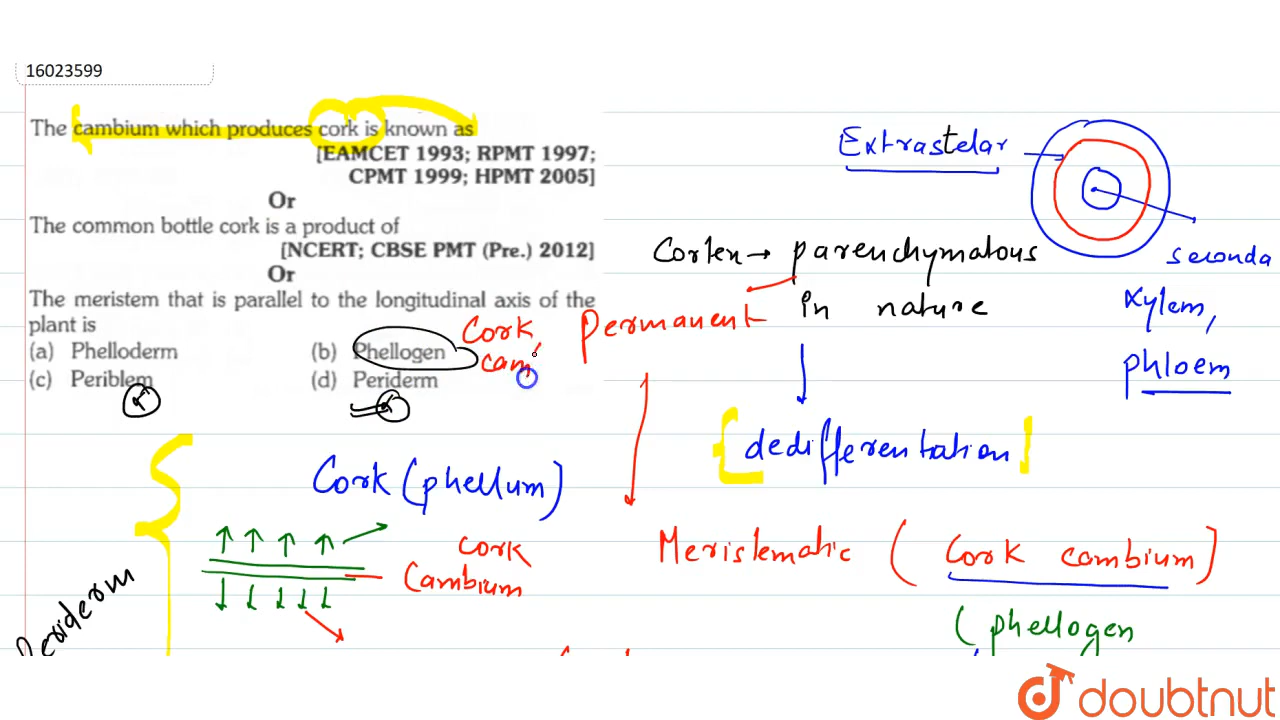 16023599
The cambium which produces cork is known as
[EAMCET 1993; RPMT 1997;
CPMT 1999; HPMT 2005]
Or
The common bottle cork is a product of
[NCERT; CBSE PMT (Pre.) 2012]
Or
The meristem that is parallel to the longitudinal axis of the
plant is
(a) Phelloderm (b) Phellogen
(c) Periblem (d) Periderm
Cork
cam
Extrastelar
Cortex → parenchymatous
in nature
seconda
xylem,
phloem
permanent
[dedifferentation]
Cork (phellum)
Cork
Cambium
Meristematic ( Cork cambium)
(phellogen
Periderm
doubtnut